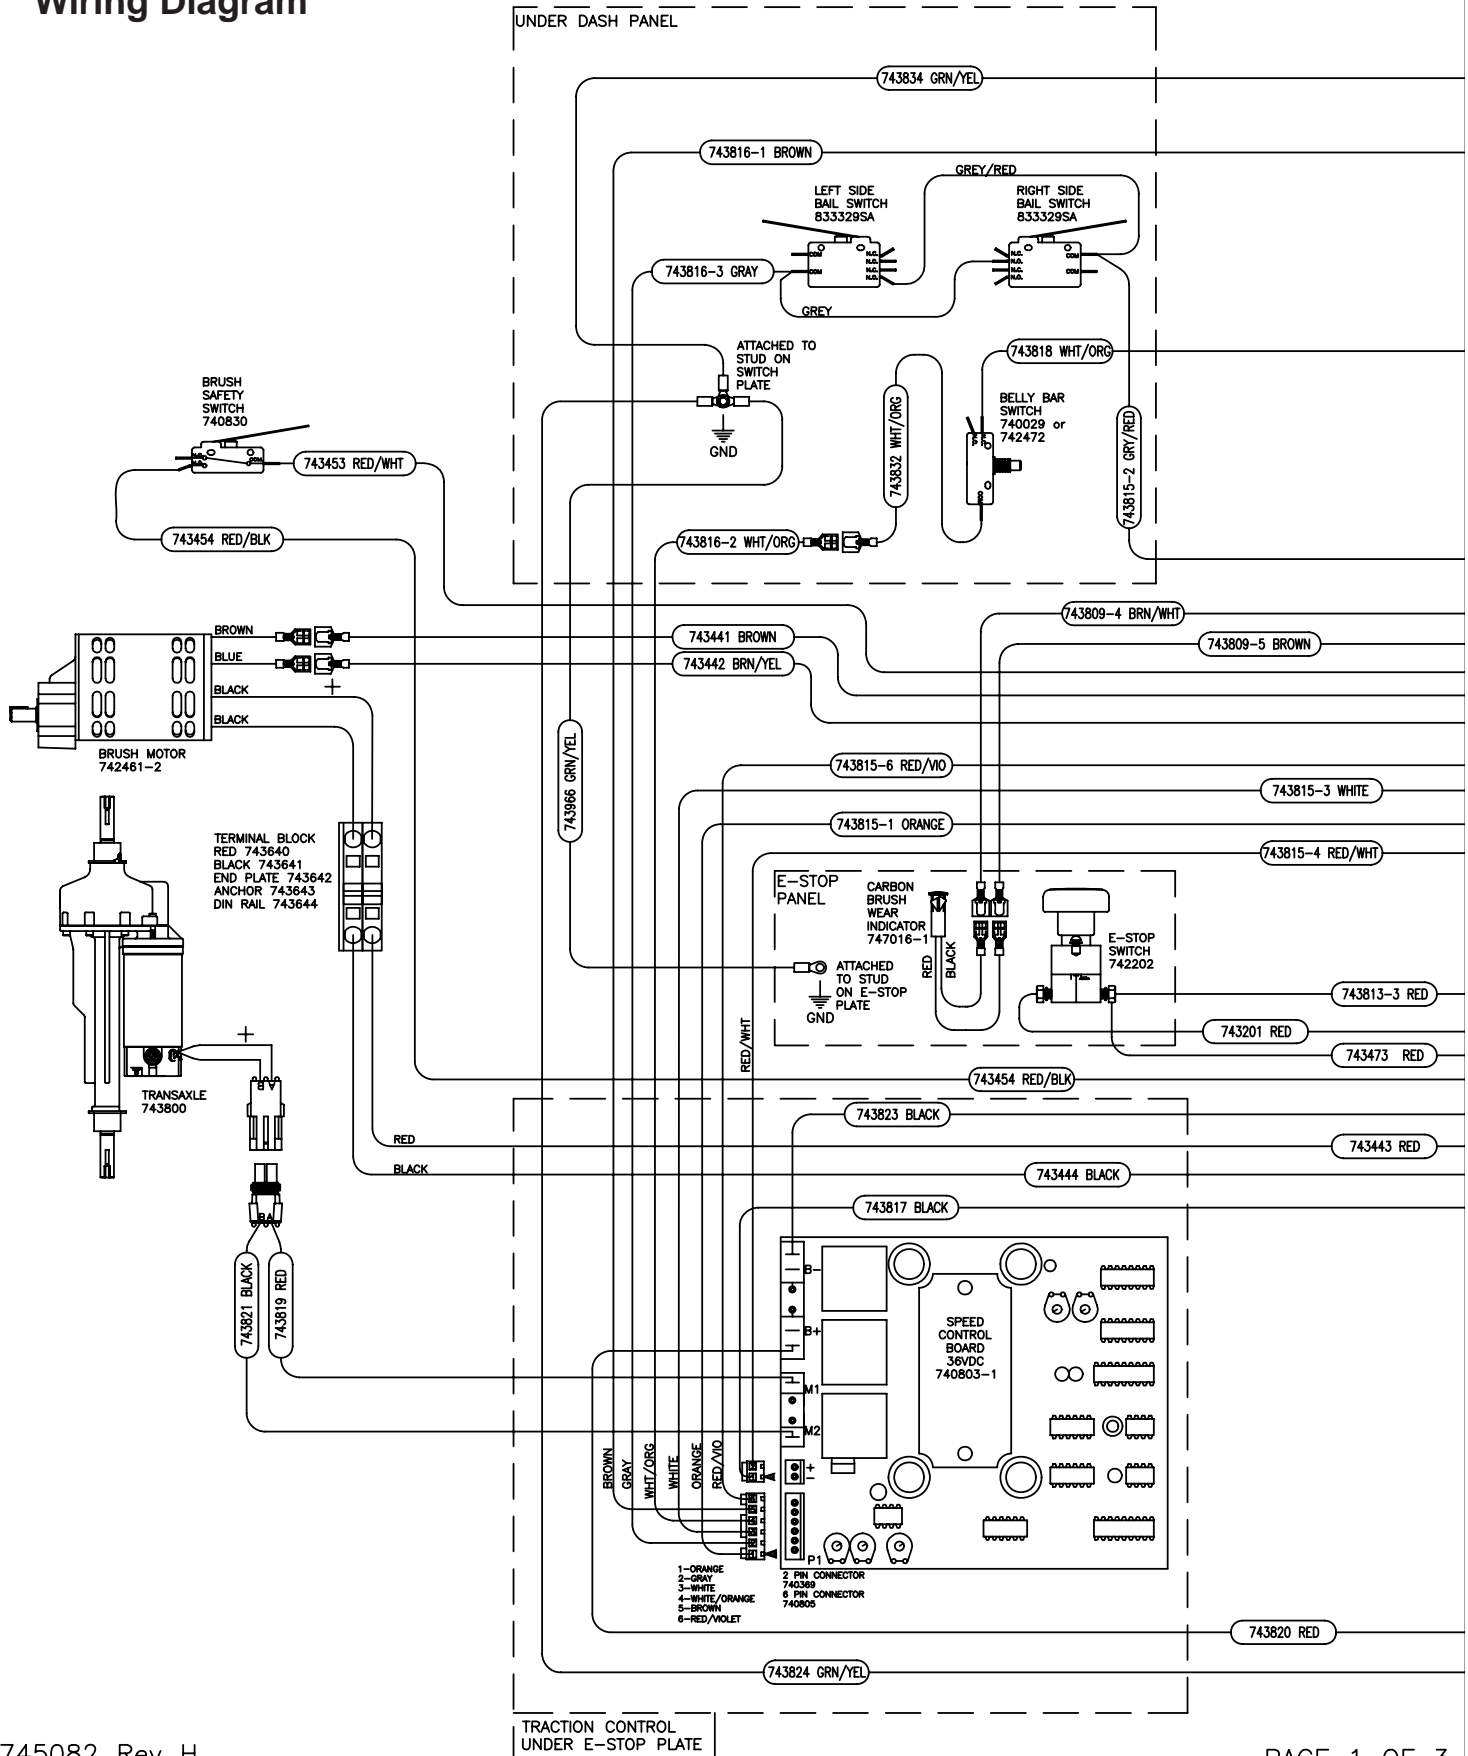 Wiring Diagram
UNDER DASH PANEL
743834 GRN/YEL
743816-1 BROWN
GREY/RED
LEFT SIDE
BAIL SWITCH
833329SA
RIGHT SIDE
BAIL SWITCH
833329SA
COM
COM
N.C.
N.O.
N.C.
N.O.
N.C.
N.O.
N.C.
N.O.
COM
COM
743816-3 GRAY
GREY
ATTACHED TO
STUD ON
SWITCH
PLATE
GND
743818 WHT/ORG
BELLY BAR
SWITCH
740029 or
742472
743832 WHT/ORG
743815-2 GRY/RED
BRUSH
SAFETY
SWITCH
740830
COM
743453 RED/WHT
743454 RED/BLK
743816-2 WHT/ORG
743809-4 BRN/WHT
743809-5 BROWN
BROWN
BLUE
+
BLACK
BLACK
743441 BROWN
743442 BRN/YEL
BRUSH MOTOR
742461-2
743966 GRN/YEL
743815-6 RED/VIO
743815-3 WHITE
743815-1 ORANGE
743815-4 RED/WHT
TERMINAL BLOCK
RED 743640
BLACK 743641
END PLATE 743642
ANCHOR 743643
DIN RAIL 743644
E-STOP
PANEL
CARBON
BRUSH
WEAR
INDICATOR
747016-1
RED
BLACK
E-STOP
SWITCH
742202
ATTACHED
TO STUD
ON E-STOP
PLATE
GND
743813-3 RED
743201 RED
743473 RED
RED/WHT
+
TRANSAXLE
743800
B A
743454 RED/BLK
743823 BLACK
RED
743443 RED
BLACK
743444 BLACK
743817 BLACK
B A
743821 BLACK
743819 RED
B-
B+
M1
M2
SPEED
CONTROL
BOARD
36VDC
740803-1
BROWN
GRAY
WHT/ORG
WHITE
ORANGE
RED/VIO
+
-
P1
1-ORANGE
2-GRAY
3-WHITE
4-WHITE/ORANGE
5-BROWN
6-RED/VIOLET
2 PIN CONNECTOR
740369
6 PIN CONNECTOR
740805
743820 RED
743824 GRN/YEL
TRACTION CONTROL
UNDER E-STOP PLATE
745082 Rev H
PAGE 1 OF 3